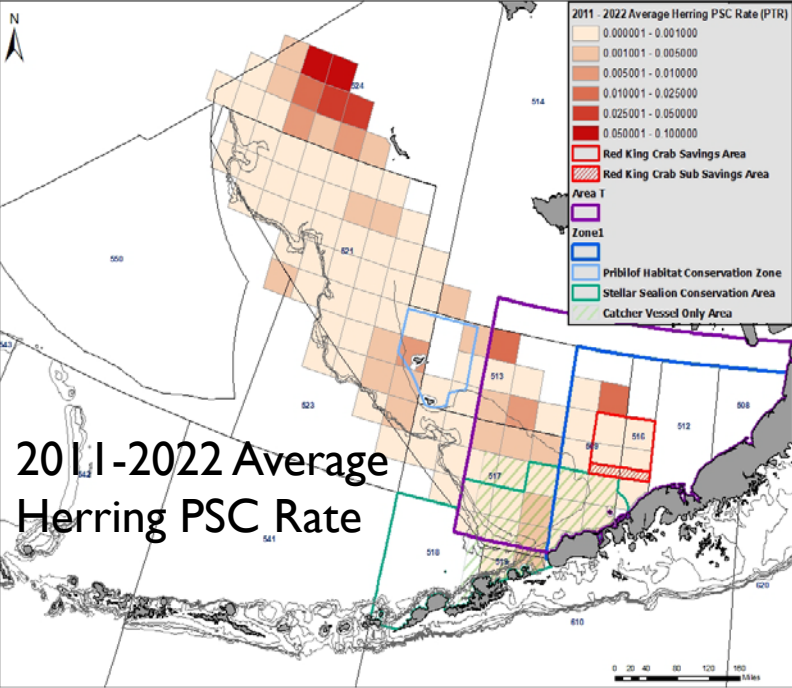 N
2011 - 2022 Average Herring PSC Rate (PTR)
0.000001 - 0.001000
0.001001 - 0.005000
0.005001 - 0.010000
0.010001 - 0.025000
0.025001 - 0.050000
0.050001 - 0.100000
Red King Crab Savings Area
Red King Crab Sub Savings Area
Area T
Zone1
Pribilof Habitat Conservation Zone
Stellar Sealion Conservation Area
Catcher Vessel Only Area
524
514
550
521
543
513
523
509
516
512
508
2011-2022 Average
Herring PSC Rate
542
517
541
518
519
620
610
0 20 40 80 120 160
Miles